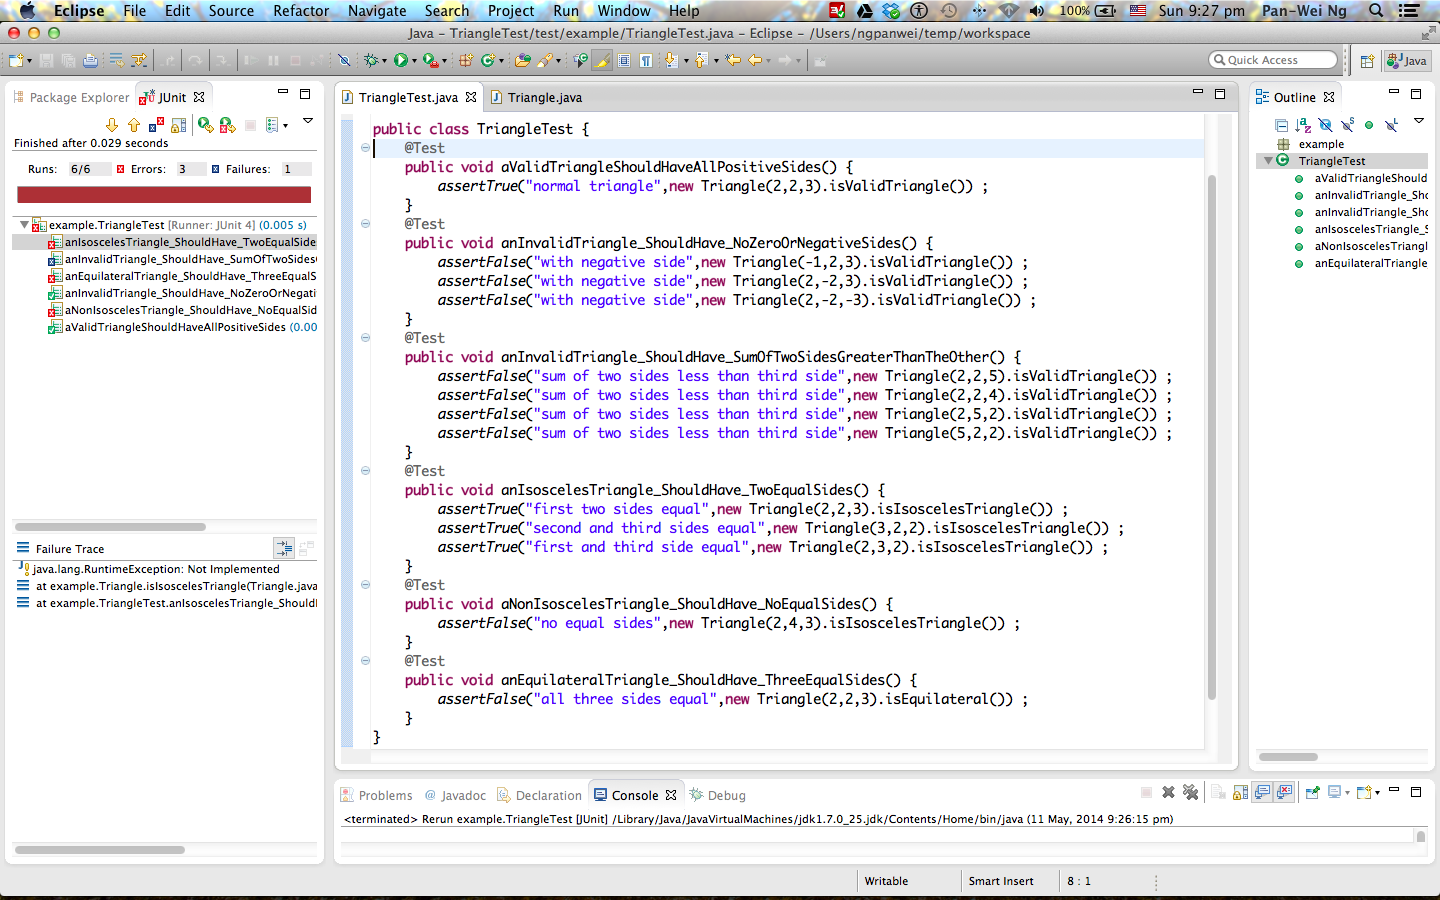 Eclipse File Edit Source Refactor Navigate Search Project Run Window Help 100% Sun 9:27 pm Pan-Wei Ng
Java – TriangleTest/test/example/TriangleTest.java – Eclipse – /Users/ngpanwei/temp/workspace
Quick Access Java
Package Explorer JUnit
Finished after 0.029 seconds
Runs: 6/6 Errors: 3 Failures: 1
example.TriangleTest [Runner: JUnit 4] (0.005 s)
anIsoscelesTriangle_ShouldHave_TwoEqualSide
anInvalidTriangle_ShouldHave_SumOfTwoSides
anEquilateralTriangle_ShouldHave_ThreeEqualS
anInvalidTriangle_ShouldHave_NoZeroOrNegati
aNonIsoscelesTriangle_ShouldHave_NoEqualSid
aValidTriangleShouldHaveAllPositiveSides (0.00
Failure Trace
java.lang.RuntimeException: Not Implemented
at example.Triangle.isIsoscelesTriangle(Triangle.java
at example.TriangleTest.anIsoscelesTriangle_Should
TriangleTest.java Triangle.java
public class TriangleTest {
@Test
public void aValidTriangleShouldHaveAllPositiveSides() {
assertTrue("normal triangle",new Triangle(2,2,3).isValidTriangle()) ;
}
@Test
public void anInvalidTriangle_ShouldHave_NoZeroOrNegativeSides() {
assertFalse("with negative side",new Triangle(-1,2,3).isValidTriangle()) ;
assertFalse("with negative side",new Triangle(2,-2,3).isValidTriangle()) ;
assertFalse("with negative side",new Triangle(2,-2,-3).isValidTriangle()) ;
}
@Test
public void anInvalidTriangle_ShouldHave_SumOfTwoSidesGreaterThanTheOther() {
assertFalse("sum of two sides less than third side",new Triangle(2,2,5).isValidTriangle()) ;
assertFalse("sum of two sides less than third side",new Triangle(2,2,4).isValidTriangle()) ;
assertFalse("sum of two sides less than third side",new Triangle(2,5,2).isValidTriangle()) ;
assertFalse("sum of two sides less than third side",new Triangle(5,2,2).isValidTriangle()) ;
}
@Test
public void anIsoscelesTriangle_ShouldHave_TwoEqualSides() {
assertTrue("first two sides equal",new Triangle(2,2,3).isIsoscelesTriangle()) ;
assertTrue("second and third sides equal",new Triangle(3,2,2).isIsoscelesTriangle()) ;
assertTrue("first and third side equal",new Triangle(2,3,2).isIsoscelesTriangle()) ;
}
@Test
public void aNonIsoscelesTriangle_ShouldHave_NoEqualSides() {
assertFalse("no equal sides",new Triangle(2,4,3).isIsoscelesTriangle()) ;
}
@Test
public void anEquilateralTriangle_ShouldHave_ThreeEqualSides() {
assertFalse("all three sides equal",new Triangle(2,2,3).isEquilateral()) ;
}
}
Outline
example
TriangleTest
aValidTriangleShould
anInvalidTriangle_Sho
anInvalidTriangle_Sho
anIsoscelesTriangle_S
aNonIsoscelesTriangl
anEquilateralTriangle
Problems @ Javadoc Declaration Console Debug
<terminated> Rerun example.TriangleTest [JUnit] /Library/Java/JavaVirtualMachines/jdk1.7.0_25.jdk/Contents/Home/bin/java (11 May, 2014 9:26:15 pm)
Writable Smart Insert 8 : 1